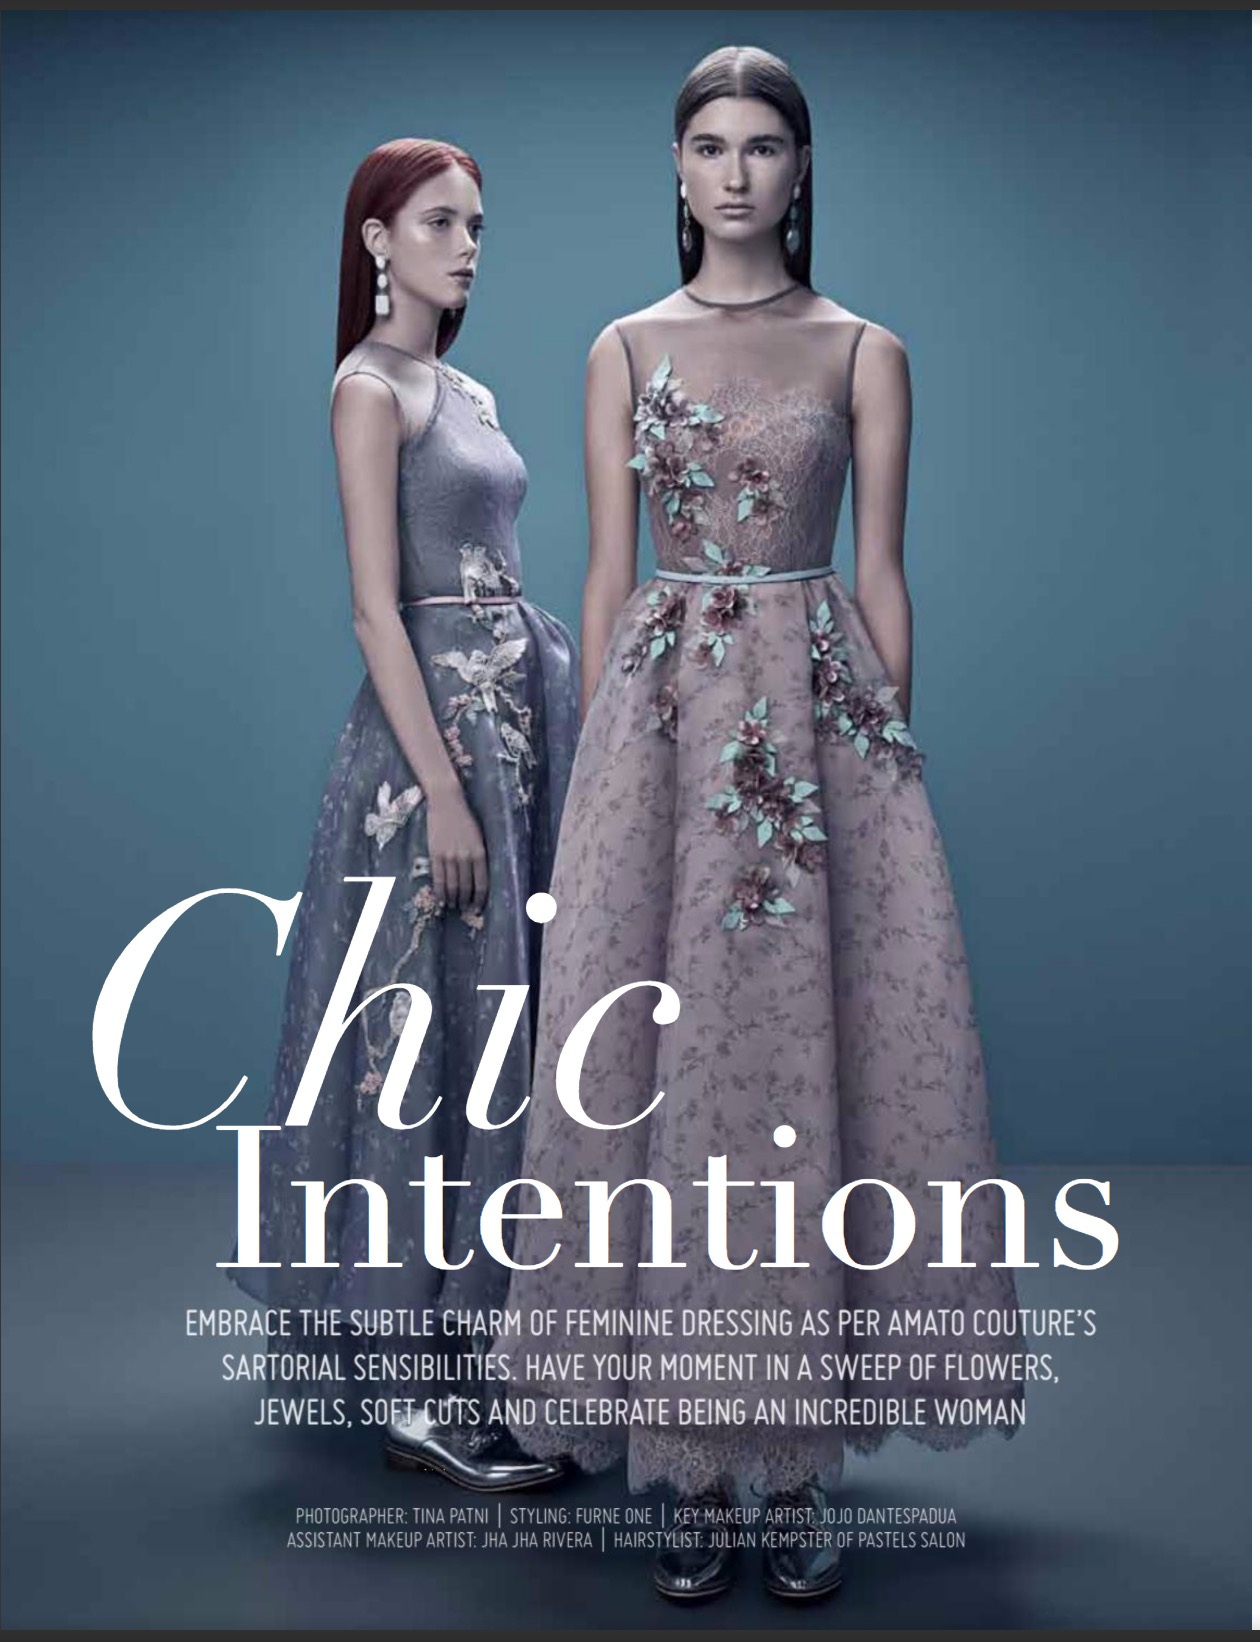 Chic
Intentions
EMBRACE THE SUBTLE CHARM OF FEMININE DRESSING AS PER AMATO COUTURE'S
SARTORIAL SENSIBILITIES. HAVE YOUR MOMENT IN A SWEEP OF FLOWERS,
JEWELS, SOFT CUTS AND CELEBRATE BEING AN INCREDIBLE WOMAN
PHOTOGRAPHER: TINA PATNI | STYLING: FURNE ONE | KEY MAKEUP ARTIST: JOJO DANTESPADUA
ASSISTANT MAKEUP ARTIST: JHA JHA RIVERA | HAIRSTYLIST: JULIAN KEMPSTER OF PASTELS SALON